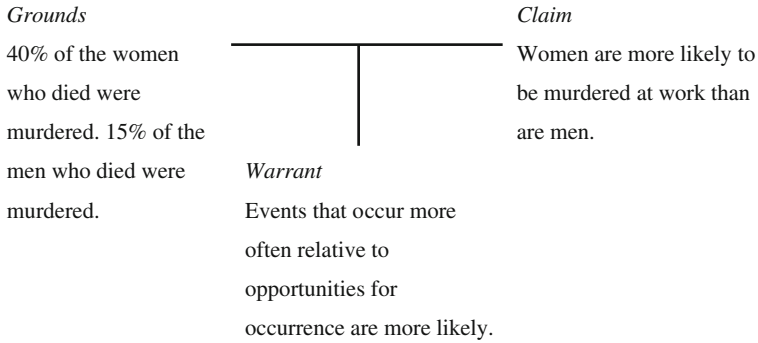 Grounds
40% of the women
who died were
murdered. 15% of the
men who died were
murdered.
Claim
Women are more likely to
be murdered at work than
are men.
Warrant
Events that occur more
often relative to
opportunities for
occurrence are more likely.